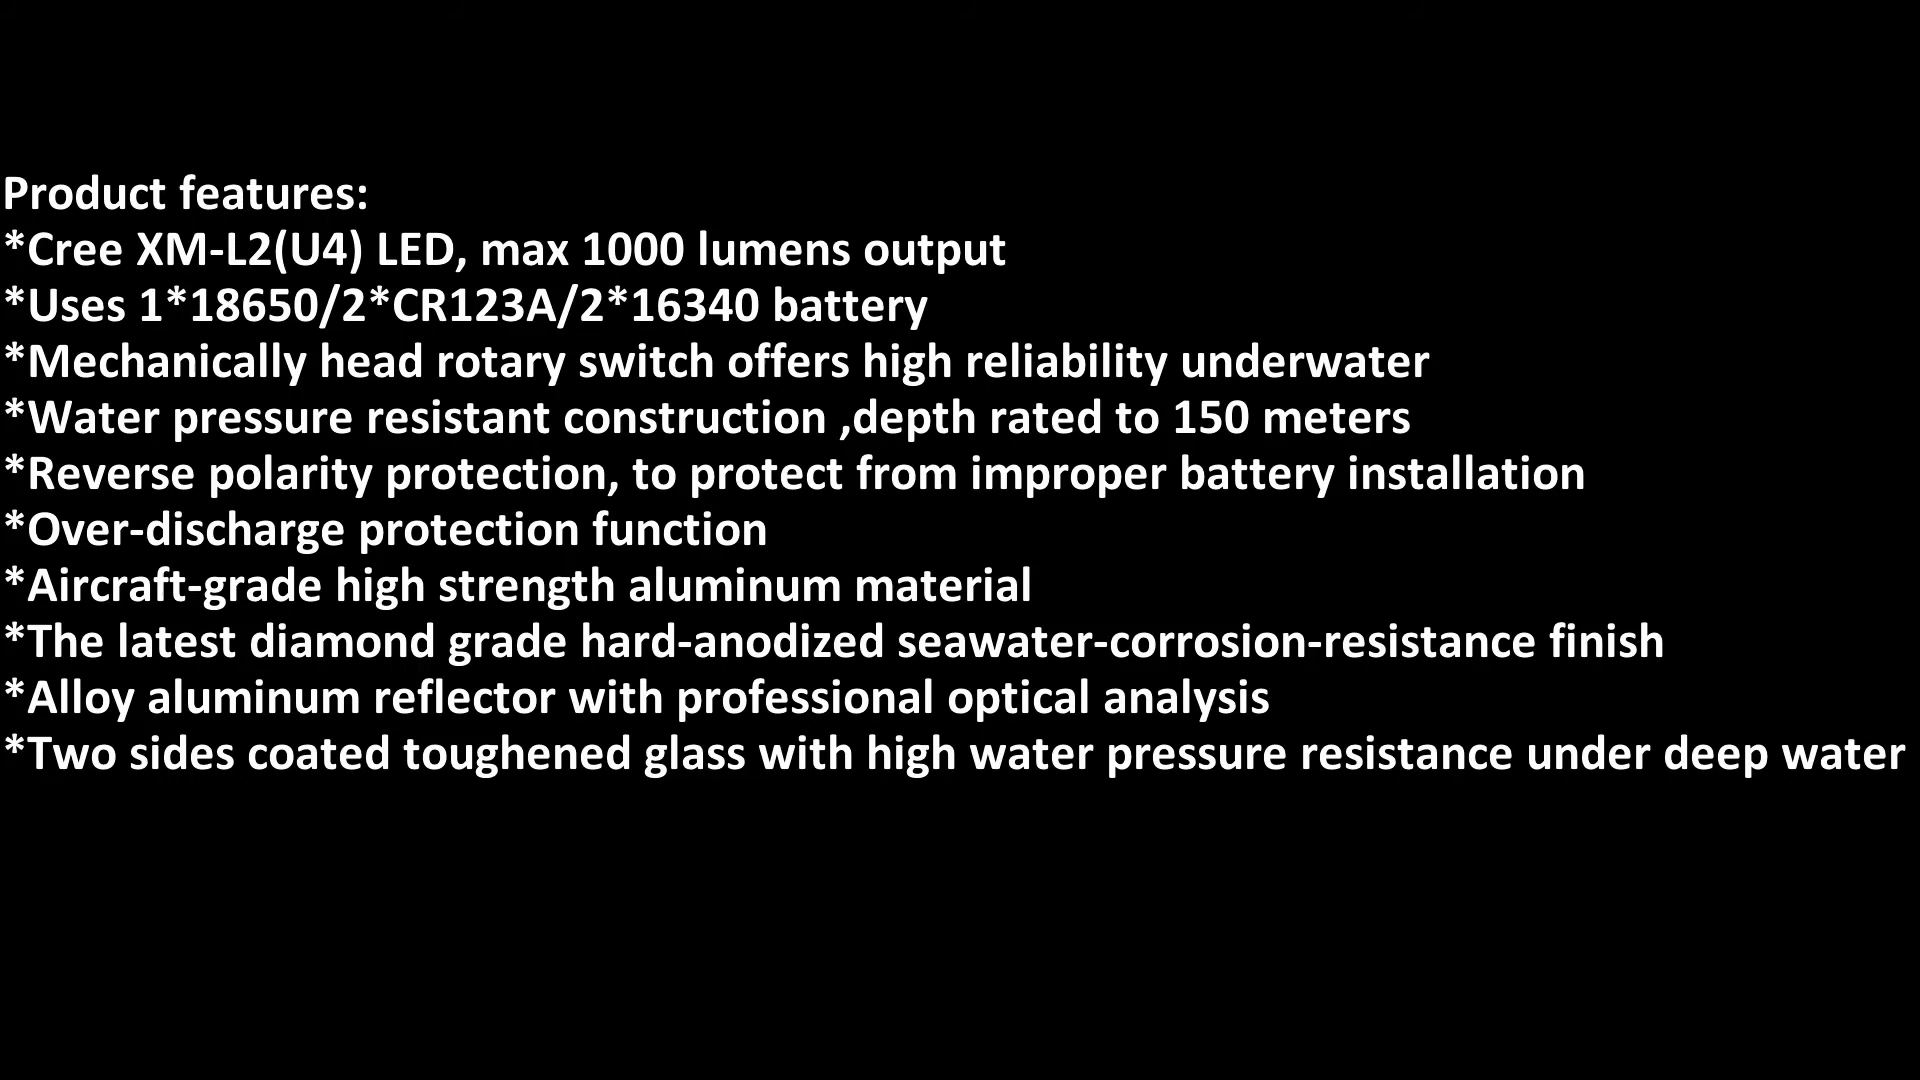 Product features:
*Cree XM-L2(U4) LED, max 1000 lumens output
*Uses 1*18650/2*CR123A/2*16340 battery
*Mechanically head rotary switch offers high reliability underwater
*Water pressure resistant construction ,depth rated to 150 meters
*Reverse polarity protection, to protect from improper battery installation
*Over-discharge protection function
*Aircraft-grade high strength aluminum material
*The latest diamond grade hard-anodized seawater-corrosion-resistance finish
*Alloy aluminum reflector with professional optical analysis
*Two sides coated toughened glass with high water pressure resistance under deep water